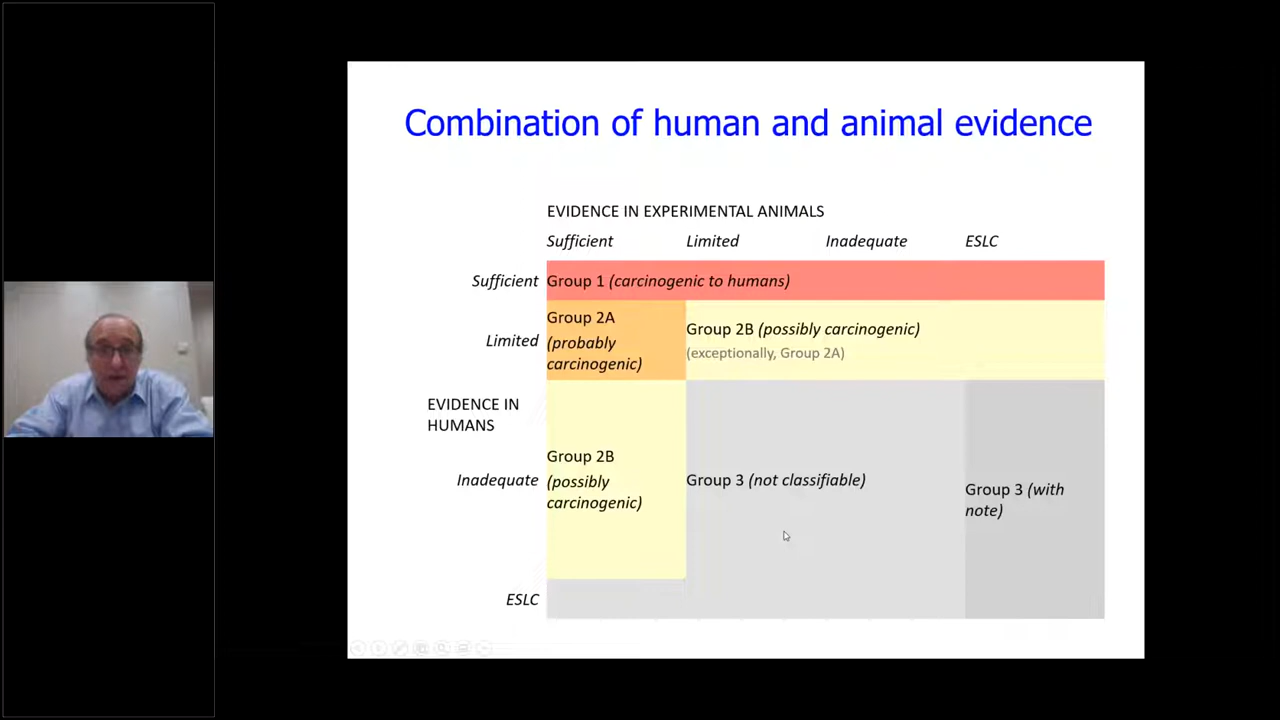 Combination of human and animal evidence
EVIDENCE IN EXPERIMENTAL ANIMALS
Sufficient Limited Inadequate ESLC
Sufficient Group 1 (carcinogenic to humans)
Group 2A
(probably
carcinogenic)
Limited
Group 2B (possibly carcinogenic)
(exceptionally, Group 2A)
EVIDENCE IN
HUMANS
Inadequate
Group 2B
(possibly
carcinogenic)
Group 3 (not classifiable)
Group 3 (with
note)
ESLC